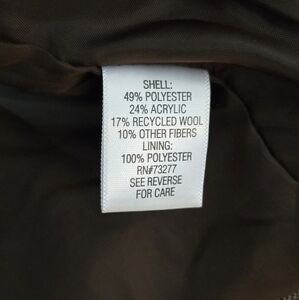 SHELL:
49% POLYESTER
24% ACRYLIC
17% RECYCLED WOOL
10% OTHER FIBERS
LINING:
100% POLYESTER
RN#73277
SEE REVERSE
FOR CARE